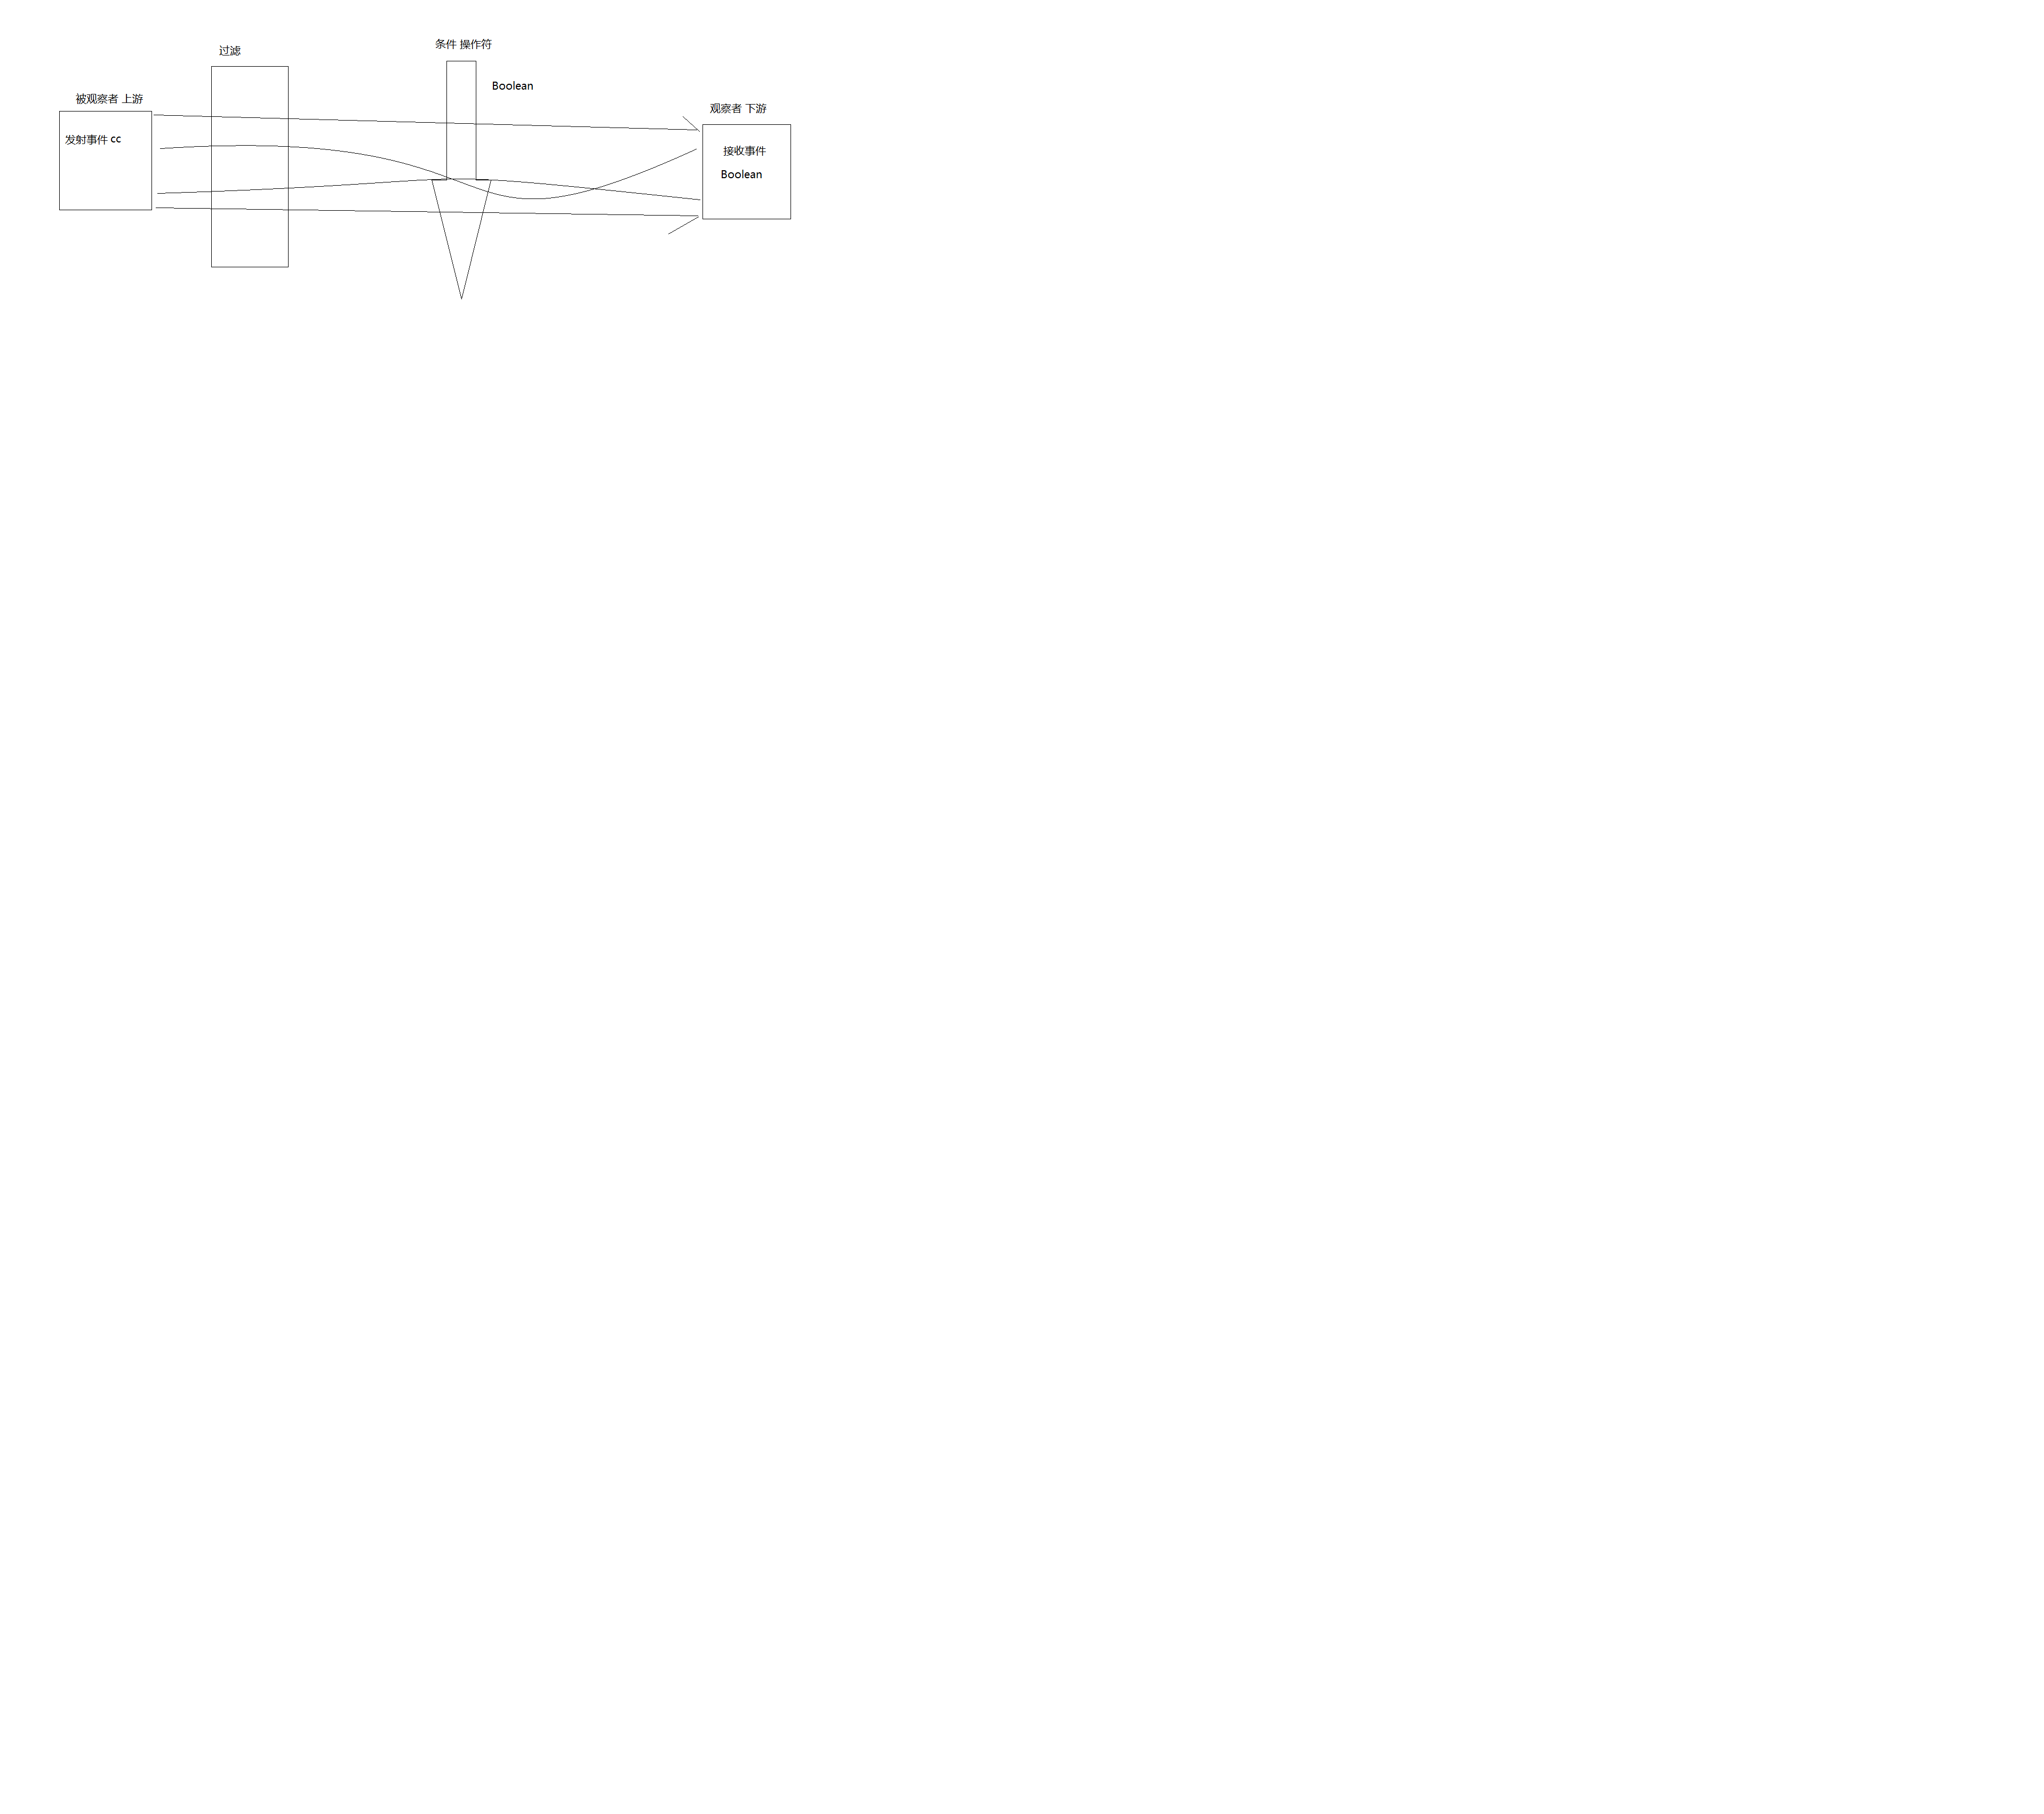 过滤
条件 操作符
Boolean
被观察者 上游
发射事件 cc
观察者 下游
接收事件
Boolean